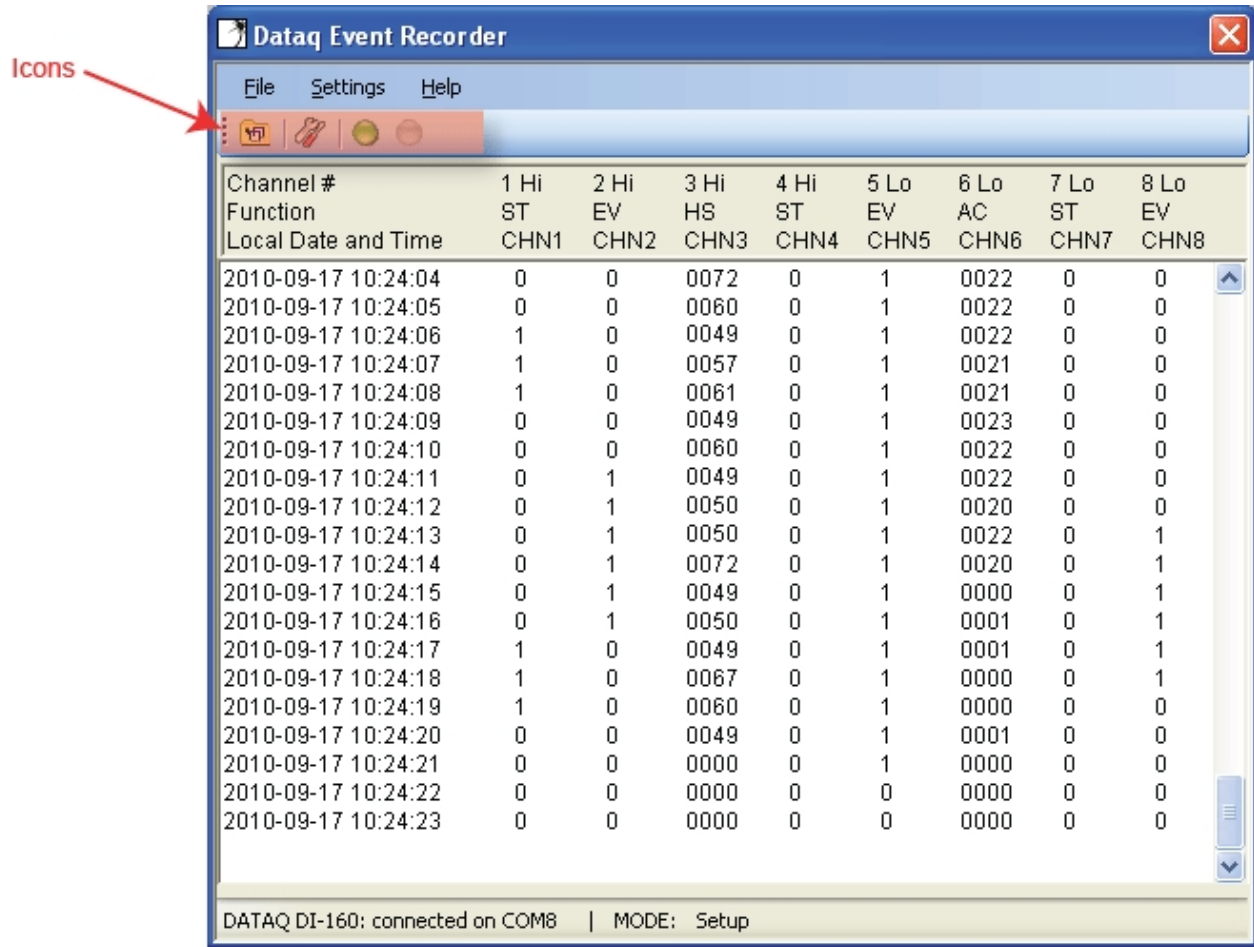 Dataq Event Recorder
Icons
File Settings Help
Channel # 1 Hi 2 Hi 3 Hi 4 Hi 5 Lo 6 Lo 7 Lo 8 Lo
Function ST EV HS ST EV AC ST EV
Local Date and Time CHN1 CHN2 CHN3 CHN4 CHN5 CHN6 CHN7 CHN8
2010-09-17 10:24:04 0 0 0072 0 1 0022 0 0
2010-09-17 10:24:05 0 0 0060 0 1 0022 0 0
2010-09-17 10:24:06 1 0 0049 0 1 0022 0 0
2010-09-17 10:24:07 1 0 0057 0 1 0021 0 0
2010-09-17 10:24:08 1 0 0061 0 1 0021 0 0
2010-09-17 10:24:09 0 0 0049 0 1 0023 0 0
2010-09-17 10:24:10 0 0 0060 0 1 0022 0 0
2010-09-17 10:24:11 0 1 0049 0 1 0022 0 0
2010-09-17 10:24:12 0 1 0050 0 1 0020 0 0
2010-09-17 10:24:13 0 1 0050 0 1 0022 0 1
2010-09-17 10:24:14 0 1 0072 0 1 0020 0 1
2010-09-17 10:24:15 0 1 0049 0 1 0000 0 1
2010-09-17 10:24:16 0 1 0050 0 1 0001 0 1
2010-09-17 10:24:17 1 0 0049 0 1 0001 0 1
2010-09-17 10:24:18 1 0 0067 0 1 0000 0 1
2010-09-17 10:24:19 1 0 0060 0 1 0000 0 0
2010-09-17 10:24:20 0 0 0049 0 1 0001 0 0
2010-09-17 10:24:21 0 0 0000 0 1 0000 0 0
2010-09-17 10:24:22 0 0 0000 0 0 0000 0 0
2010-09-17 10:24:23 0 0 0000 0 0 0000 0 0
DATAQ DI-160: connected on COM8 | MODE: Setup